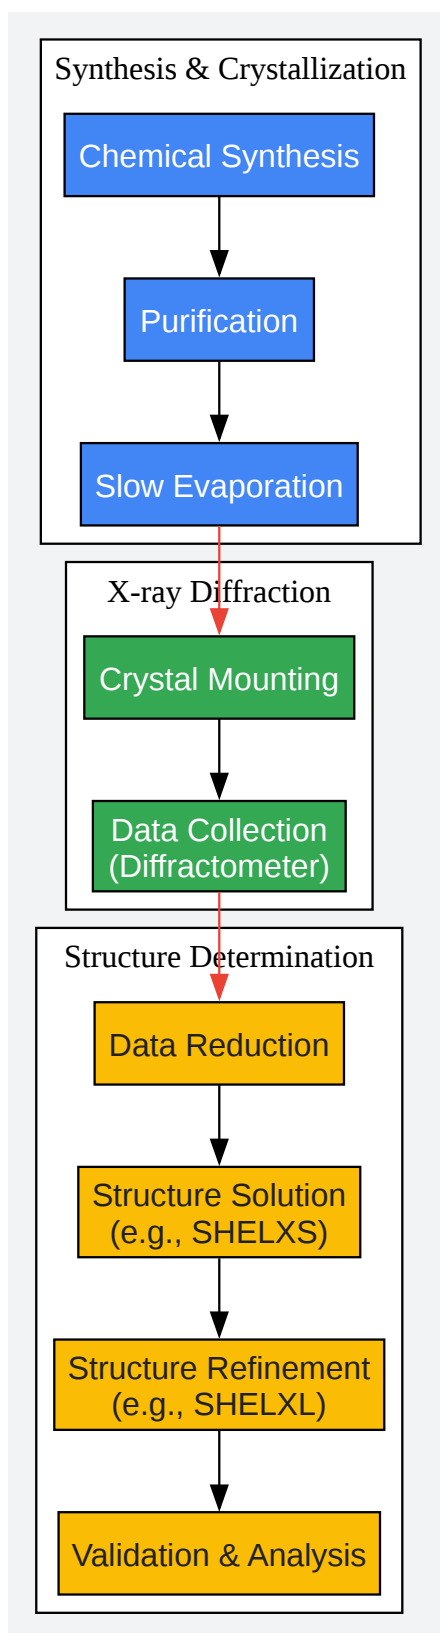 Synthesis & Crystallization
Chemical Synthesis
Purification
Slow Evaporation
X-ray Diffraction
Crystal Mounting
Data Collection
(Diffractometer)
Structure Determination
Data Reduction
Structure Solution
(e.g., SHELXS)
Structure Refinement
(e.g., SHELXL)
Validation & Analysis